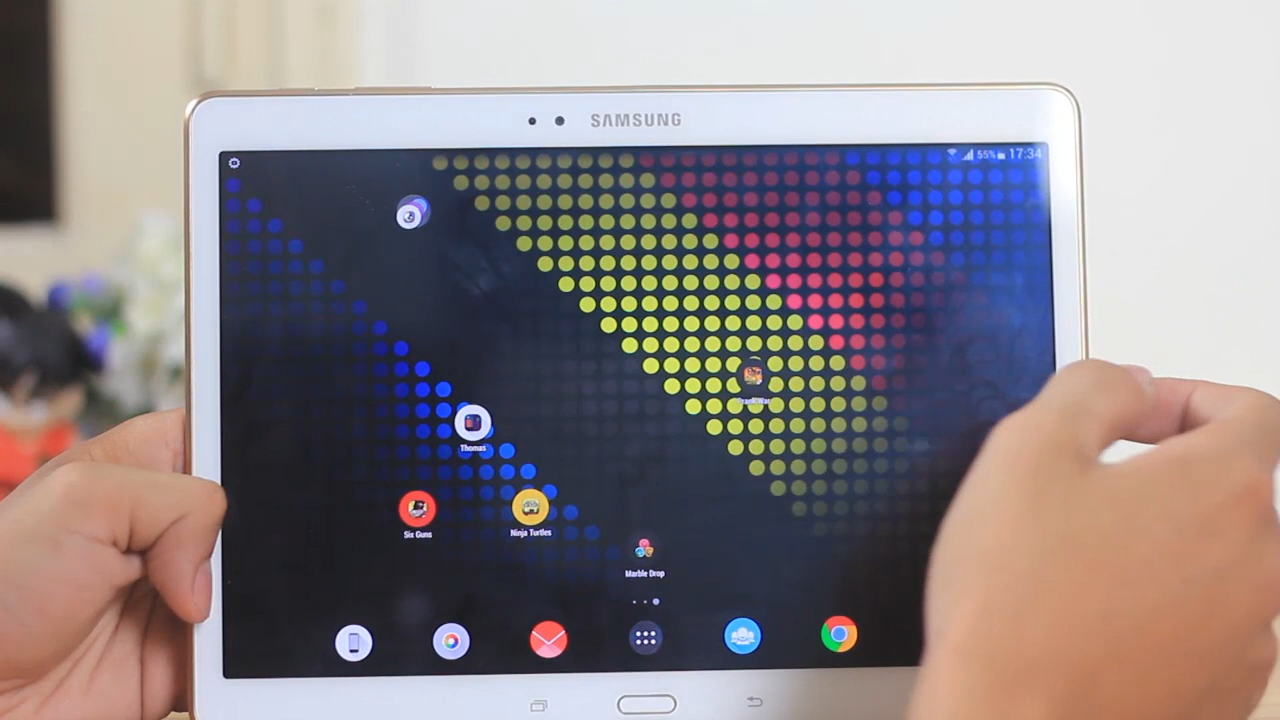 SAMSUNG
55% 17:34
Thomas
Six Guns
Ninja Turtles
Marble Drop